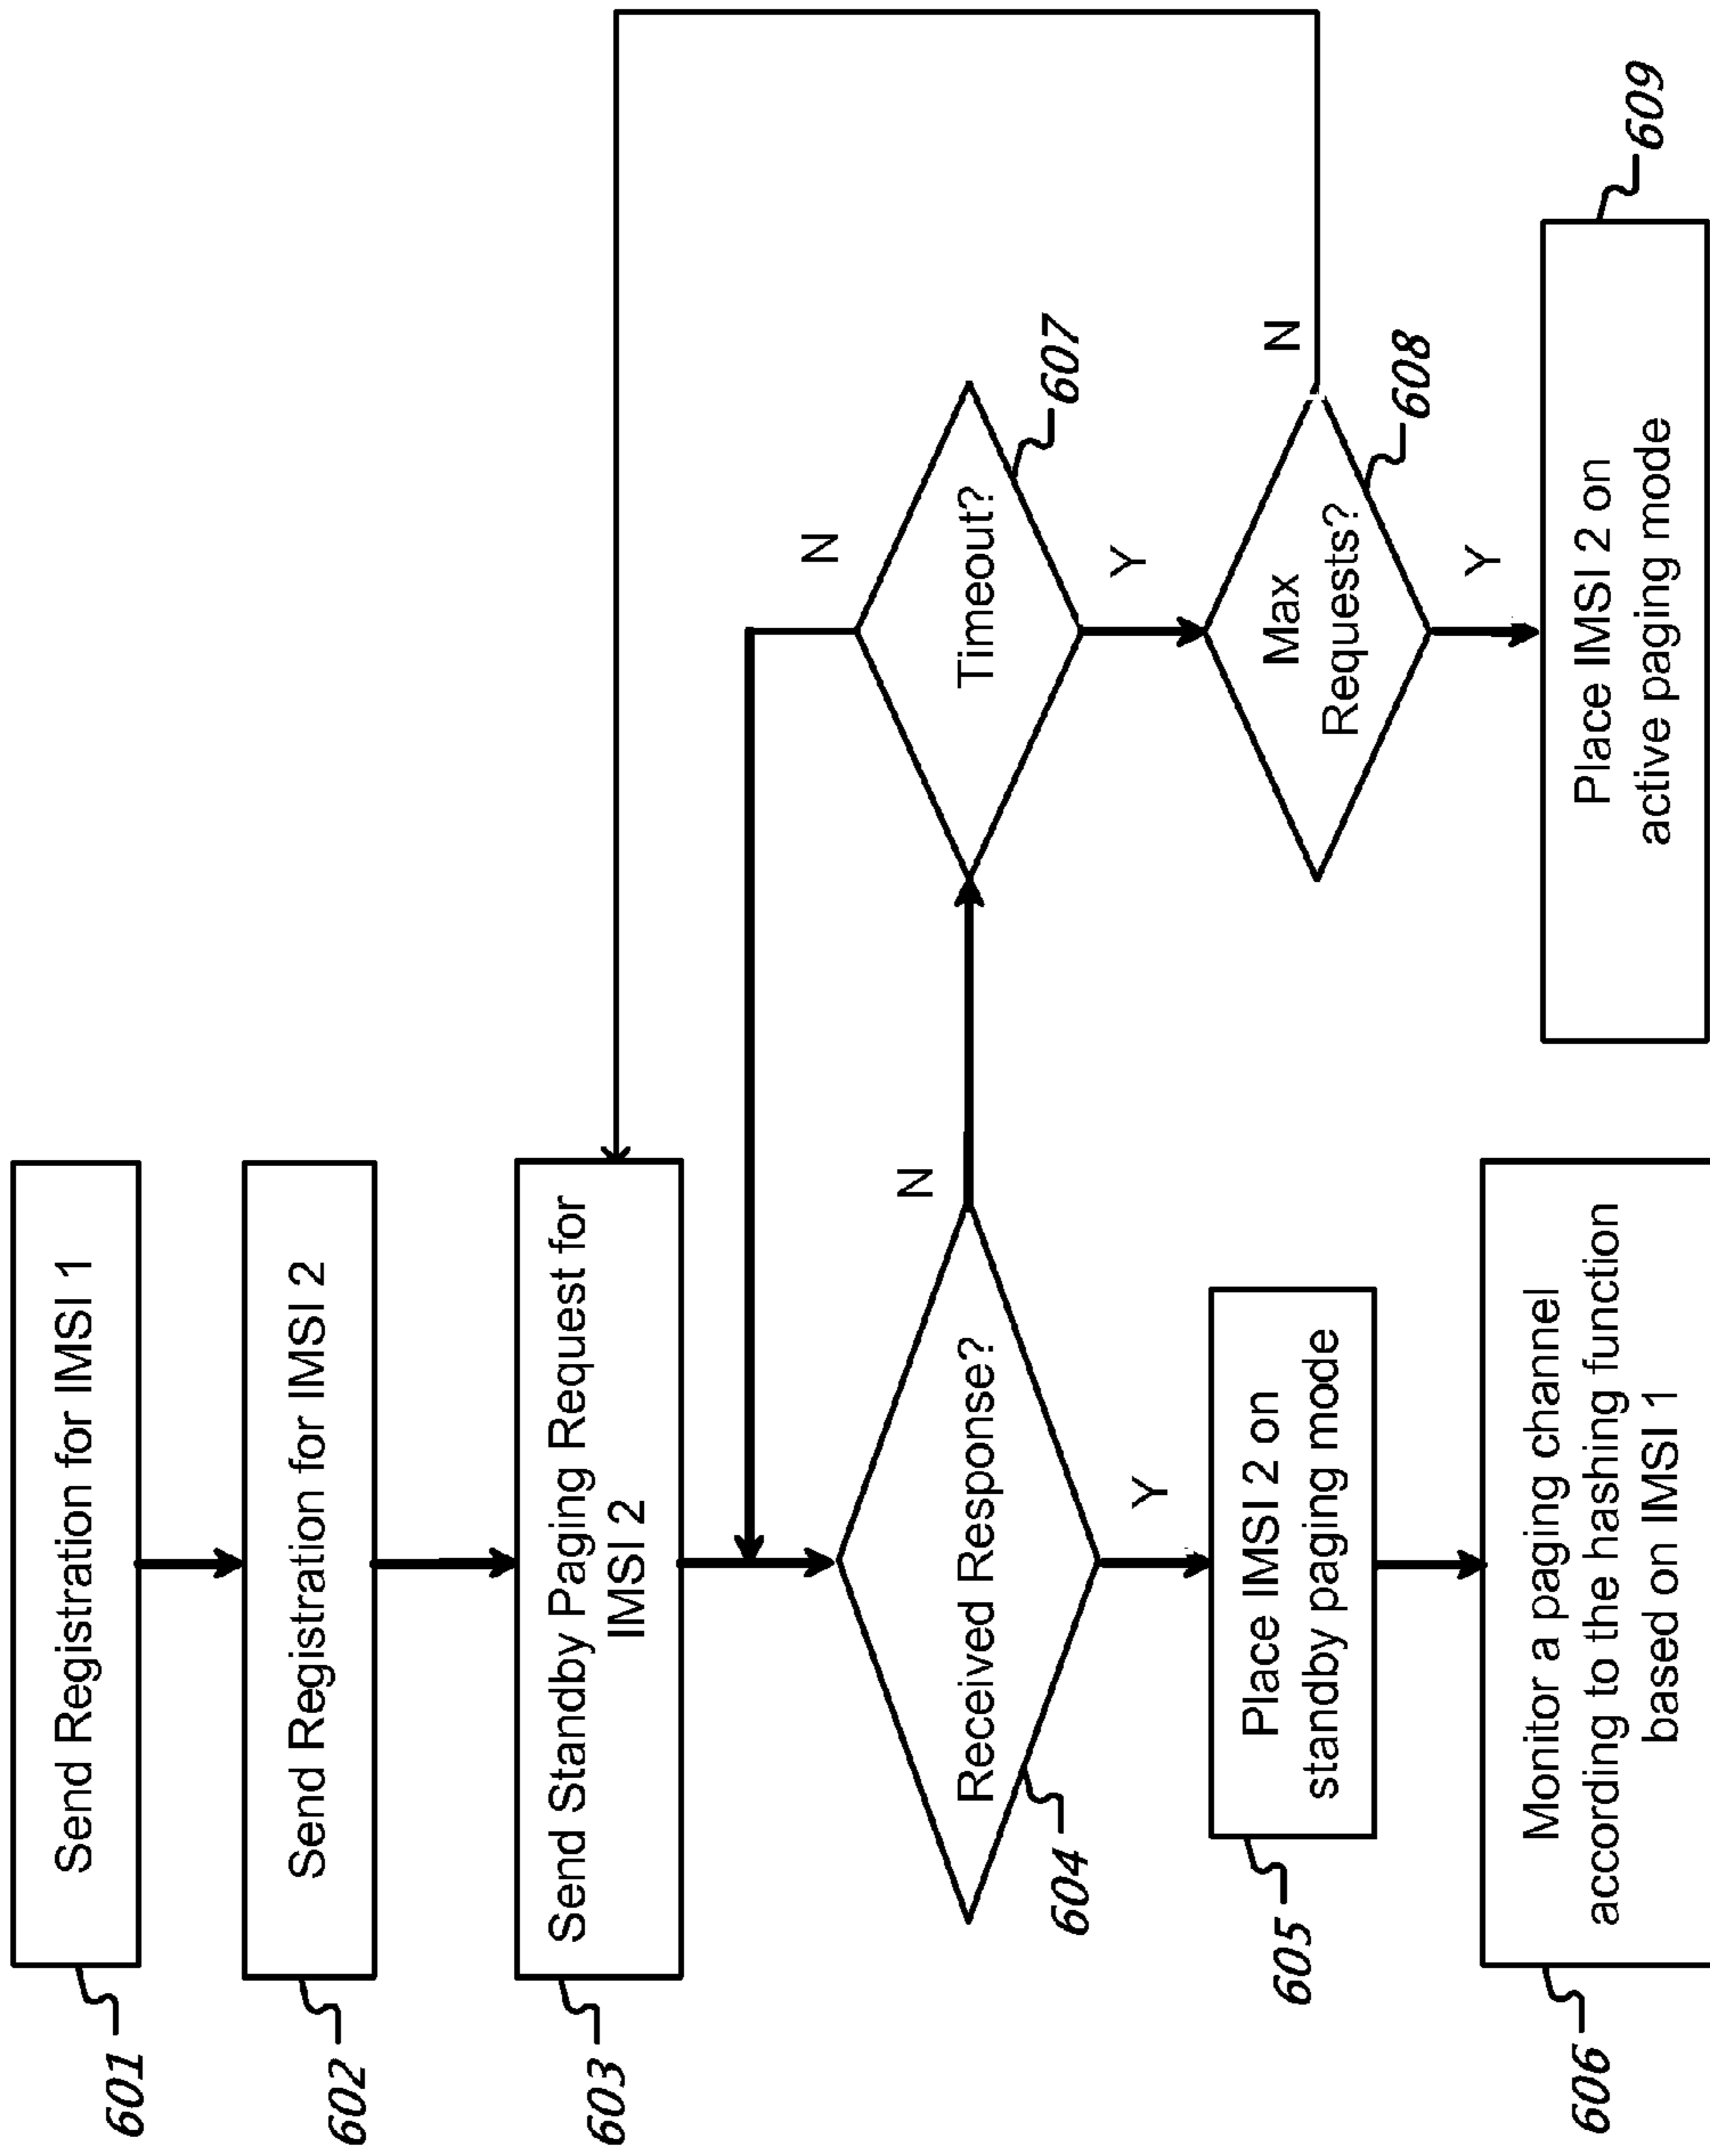 601
Send Registration for IMSI 1
602
Send Registration for IMSI 2
603
Send Standby Paging Request for
IMSI 2
604
Received Response?
N
Y
605
Place IMSI 2 on
standby paging mode
606
Monitor a paging channel
according to the hashing function
based on IMSI 1
N
Timeout?
607
Y
Max
Requests?
N
608
Y
Place IMSI 2 on
active paging mode
609